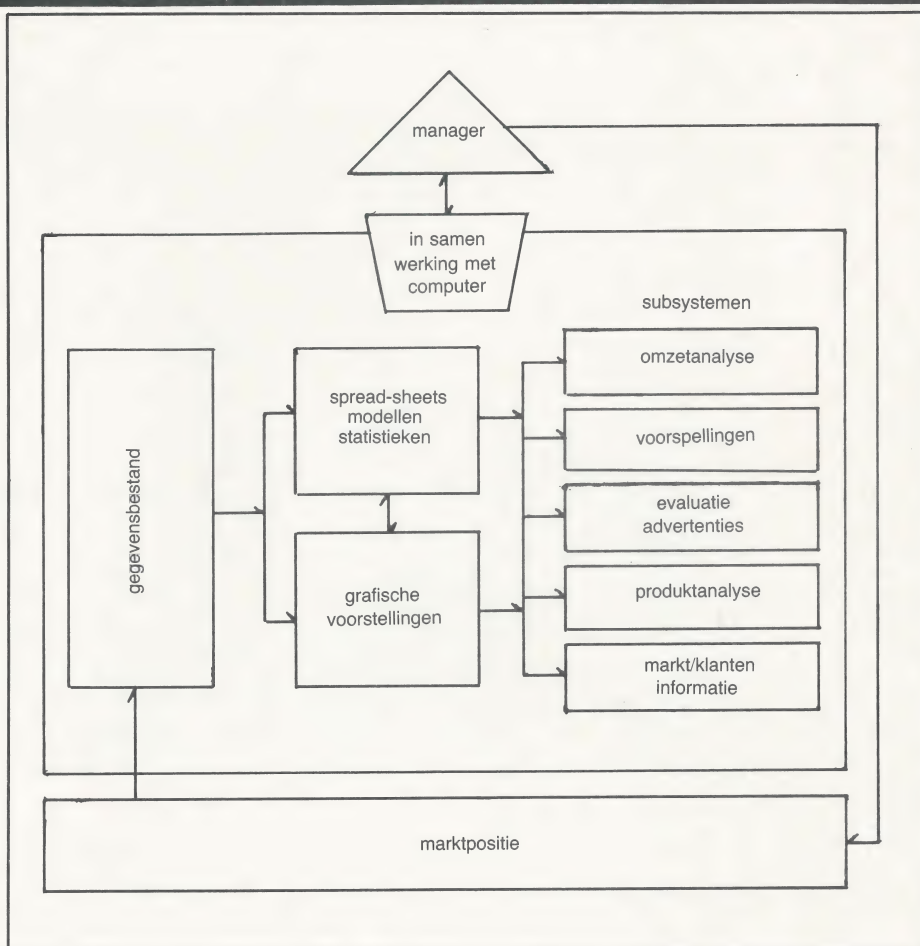 manager
in samen
werking met
computer
subsystemen
gegevensbestand
spread-sheets
modellen
statistieken
grafische
voorstellingen
omzetanalyse
voorspellingen
evaluatie
advertenties
produktanalyse
markt/klanten
informatie
marktpositie